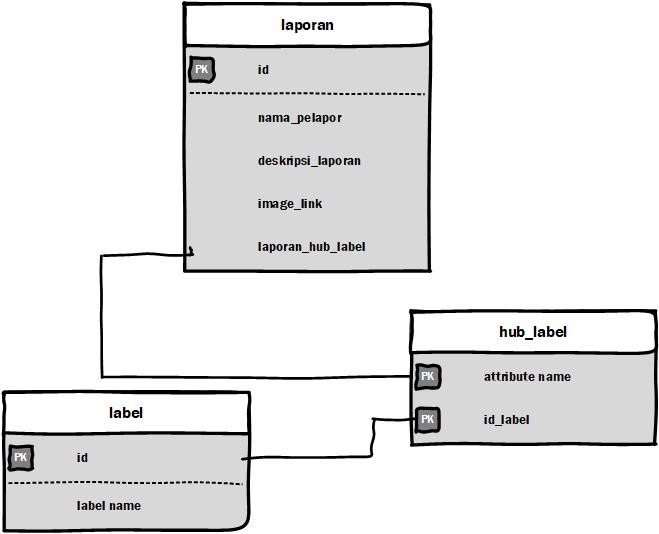 laporan
PK id
nama_pelapor
deskripsi_laporan
image_link
laporan_hub_label
hub_label
PK attribute name
PK id_label
label
PK id
label name